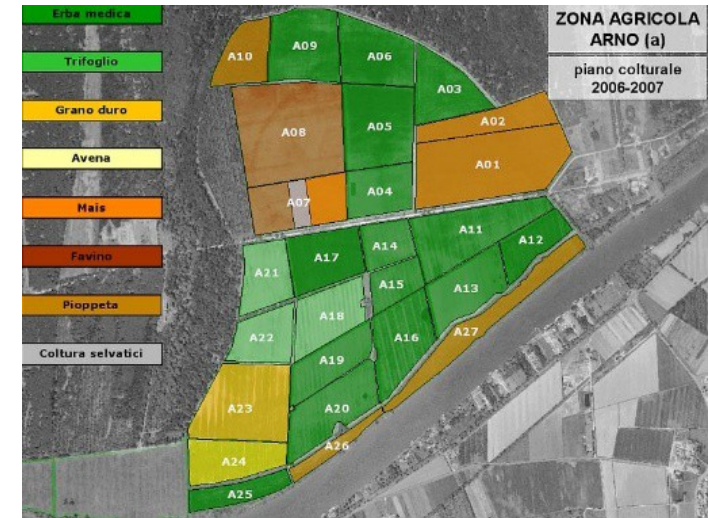 Erba medica
Trifoglio
Grano duro
Avena
Mais
Favino
Pioppeta
Coltura selvatici
ZONA AGRICOLA
ARNO (a)
piano colturale
2006-2007
A10
A09
A06
A03
A02
A08
A05
A01
A07
A04
A21
A17
A14
A11
A12
A15
A13
A22
A18
A16
A27
A19
A23
A20
A26
A24
A25